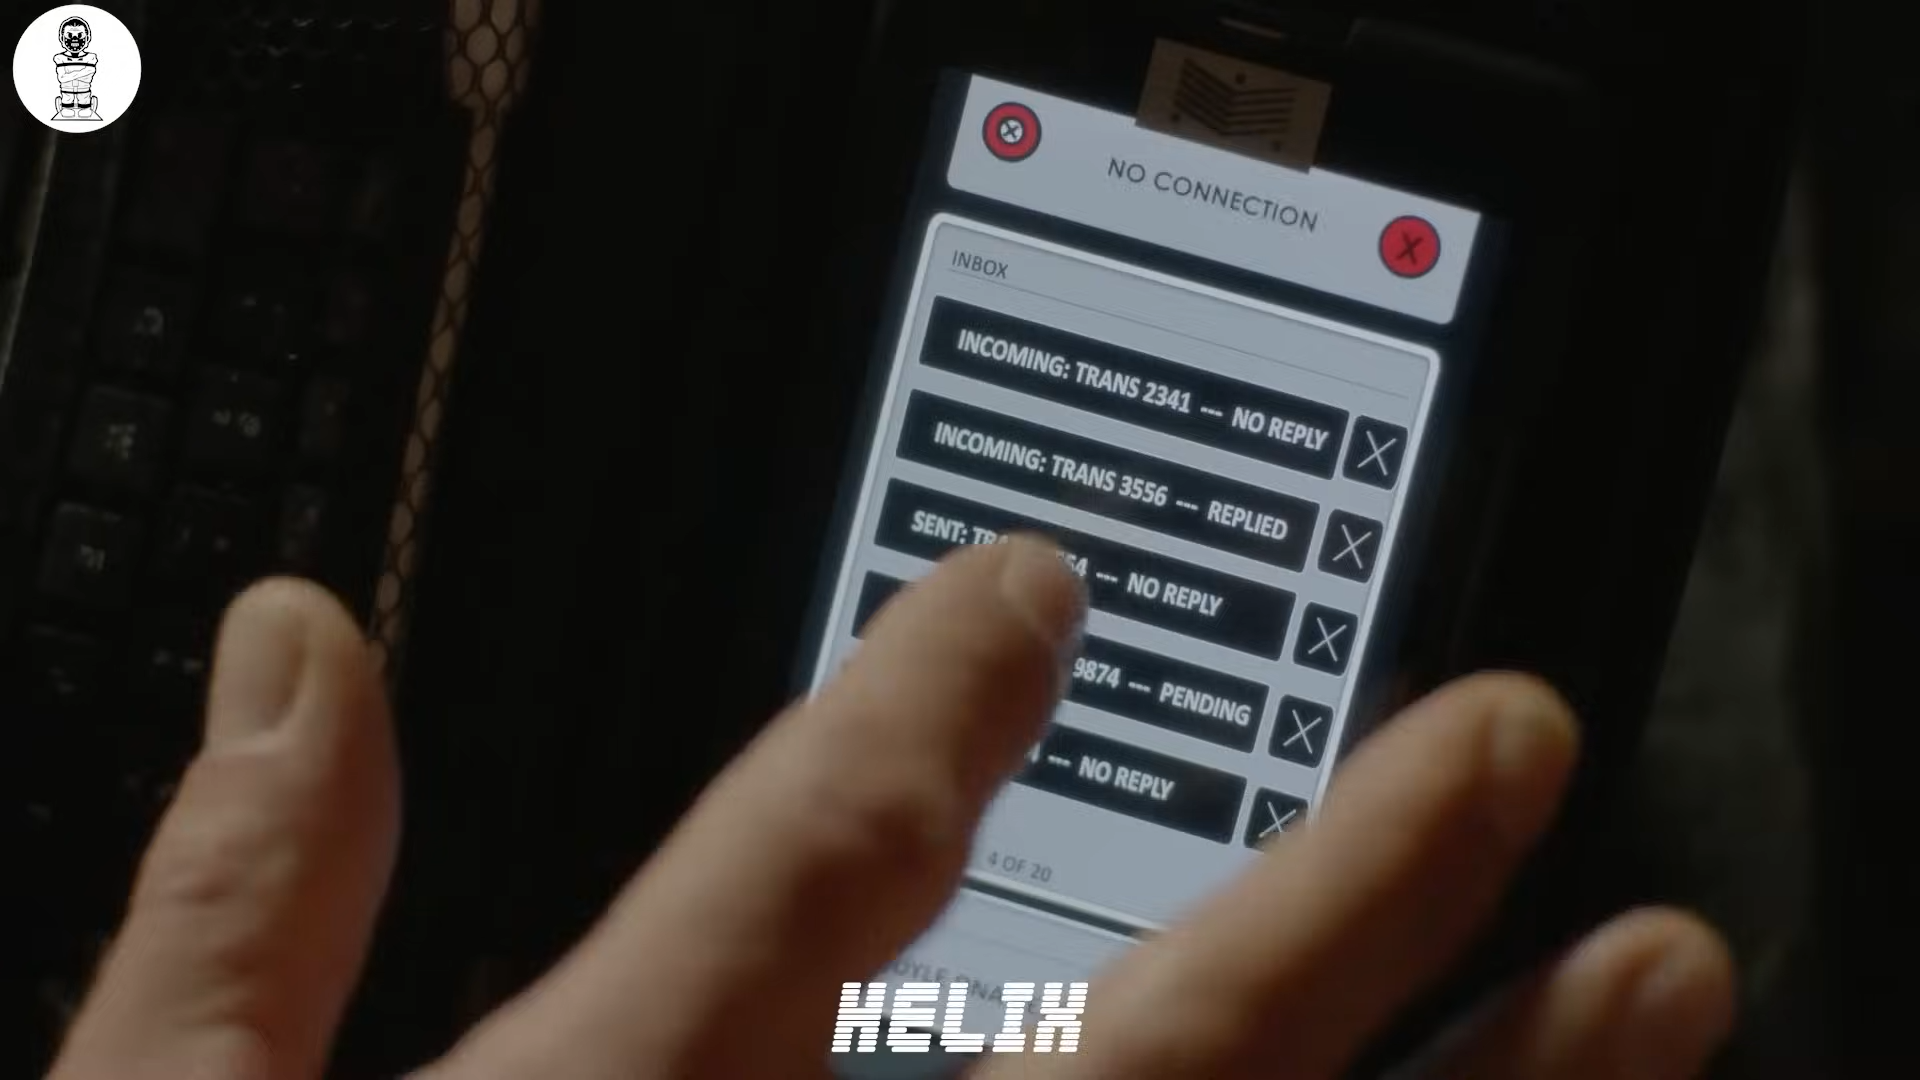 NO CONNECTION
INBOX
INCOMING: TRANS 2341 --- NO REPLY
INCOMING: TRANS 3556 --- REPLIED
SENT: --- NO REPLY
9874 --- PENDING
--- NO REPLY
4 OF 20
HELIX